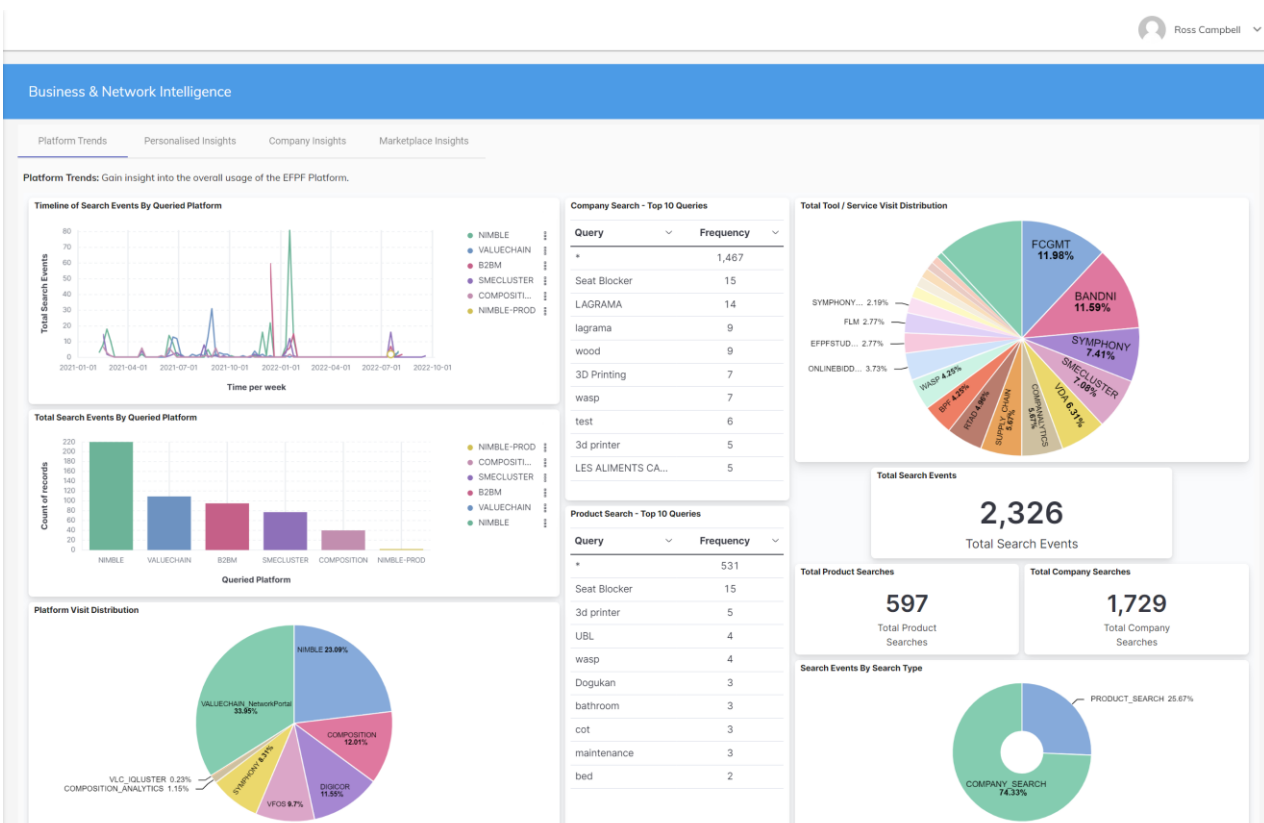 Ross Campbell
Business & Network Intelligence
Platform Trends Personalised Insights Company Insights Marketplace Insights
Platform Trends: Gain insight into the overall usage of the EFPF Platform.
Timeline of Search Events By Queried Platform
Total Search Events
80
70
60
50
40
30
20
10
0
2021-01-01 2021-04-01 2021-07-01 2021-10-01 2022-01-01 2022-04-01 2022-07-01 2022-10-01
Time per week
NIMBLE
VALUECHAIN
B2BM
SMECLUSTER
COMPOSITI...
NIMBLE-PROD
Total Search Events By Queried Platform
Count of records
220
200
180
160
140
120
100
80
60
40
20
0
NIMBLE VALUECHAIN B2BM SMECLUSTER COMPOSITION NIMBLE-PROD
Queried Platform
NIMBLE-PROD
COMPOSITI...
SMECLUSTER
B2BM
VALUECHAIN
NIMBLE
Platform Visit Distribution
NIMBLE 23.09%
VALUECHAIN_NetworkPortal
33.95%
COMPOSITION
12.01%
DIGICOR
11.55%
VFOS 9.7%
SYMPHONY 8.31%
VLC_IQLUSTER 0.23%
COMPOSITION_ANALYTICS 1.15%
Company Search - Top 10 Queries
Query Frequency
* 1,467
Seat Blocker 15
LAGRAMA 14
lagrama 9
wood 9
3D Printing 7
wasp 7
test 6
3d printer 5
LES ALIMENTS CA... 5
Product Search - Top 10 Queries
Query Frequency
* 531
Seat Blocker 15
3d printer 5
UBL 4
wasp 4
Dogukan 3
bathroom 3
cot 3
maintenance 3
bed 2
Total Tool / Service Visit Distribution
FCGMT
11.98%
BANDNI
11.59%
SYMPHONY
7.41%
SMECLUSTER
7.08%
VDA 6.31%
COMPANALYTICS
5.67%
SUPPLY_CHAIN
5.67%
RTAD 4.96%
BPF 4.25%
WASP 4.25%
ONLINEBIDD... 3.73%
EFPFSTUD... 2.77%
FLM 2.77%
SYMPHONY... 2.19%
Total Search Events
2,326
Total Search Events
Total Product Searches
597
Total Product
Searches
Total Company Searches
1,729
Total Company
Searches
Search Events By Search Type
PRODUCT_SEARCH 25.67%
COMPANY_SEARCH
74.33%